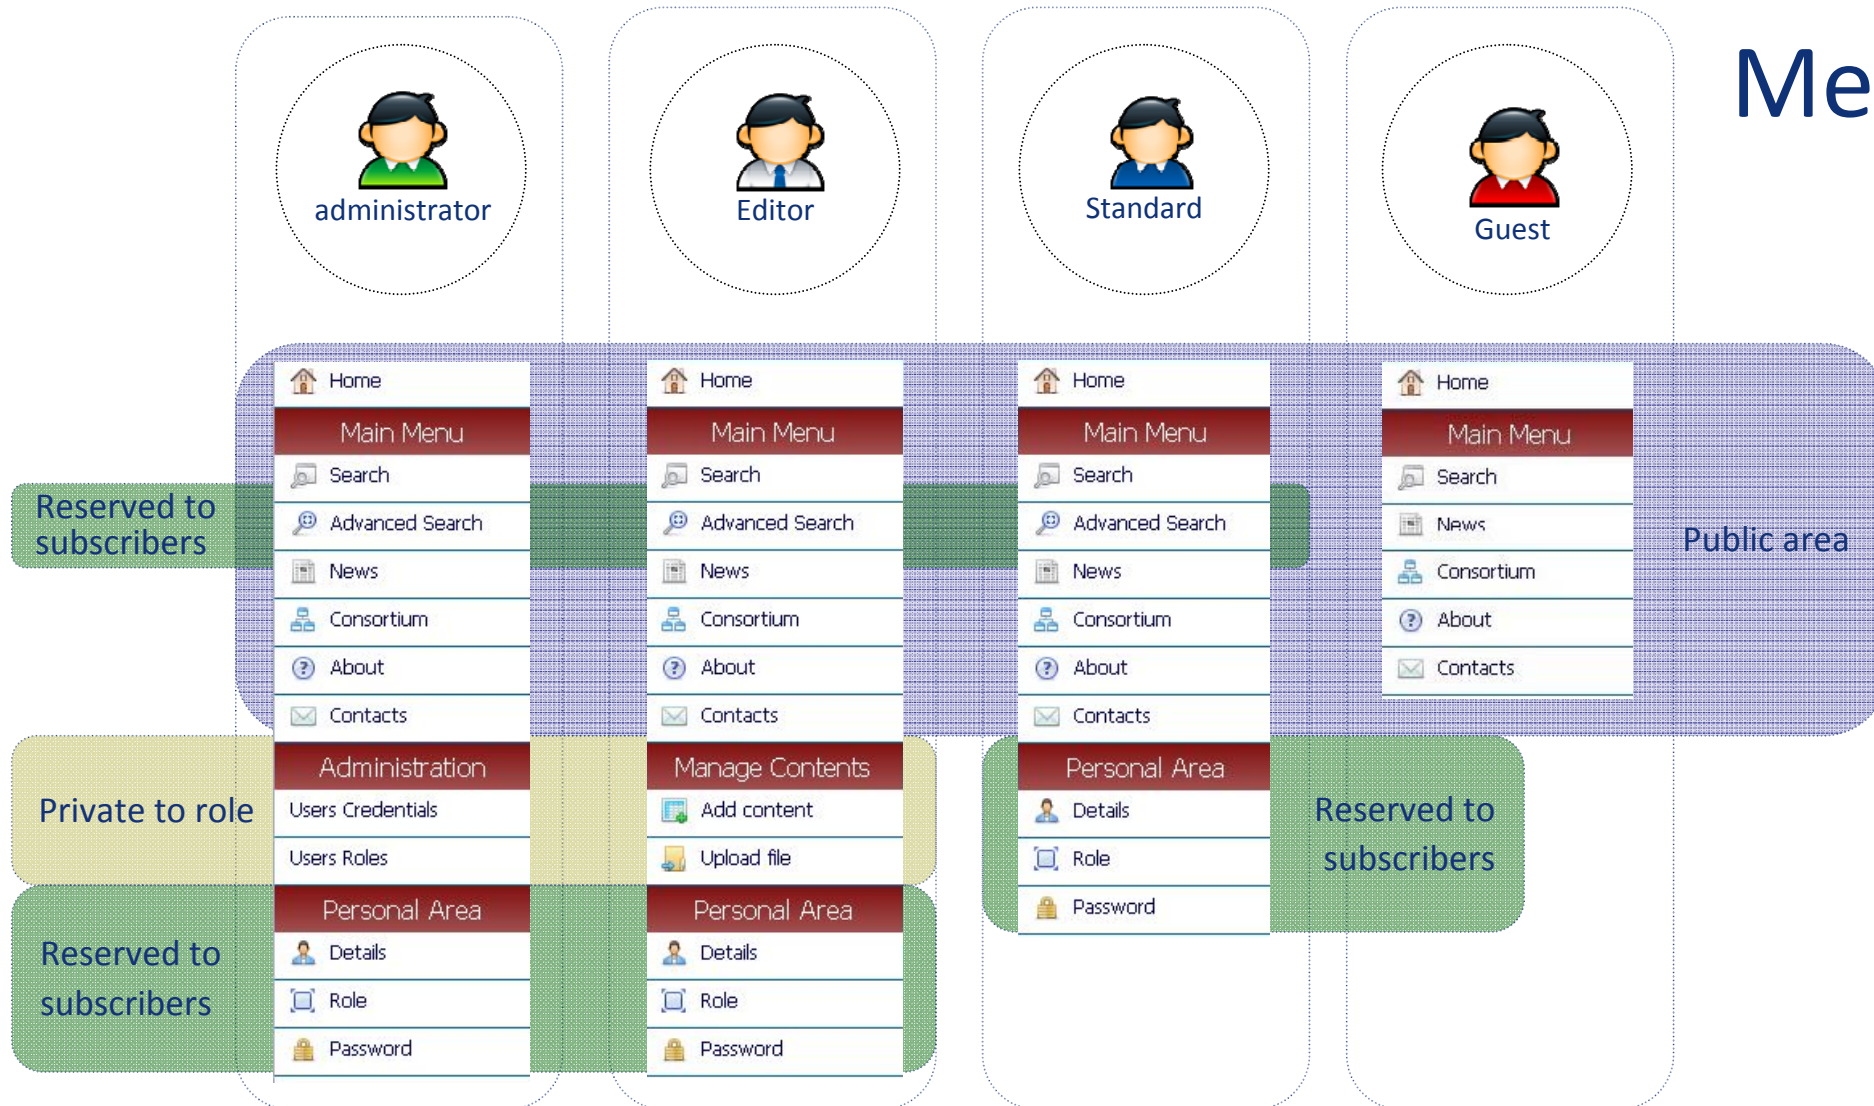 Me
administrator
Editor
Standard
Guest
Home
Main Menu
Search
Advanced Search
News
Consortium
About
Contacts
Administration
Users Credentials
Users Roles
Personal Area
Details
Role
Password
Home
Main Menu
Search
Advanced Search
News
Consortium
About
Contacts
Manage Contents
Add content
Upload file
Personal Area
Details
Role
Password
Home
Main Menu
Search
Advanced Search
News
Consortium
About
Contacts
Personal Area
Details
Role
Password
Home
Main Menu
Search
News
Consortium
About
Contacts
Reserved to
subscribers
Public area
Private to role
Reserved to
subscribers
Reserved to
subscribers